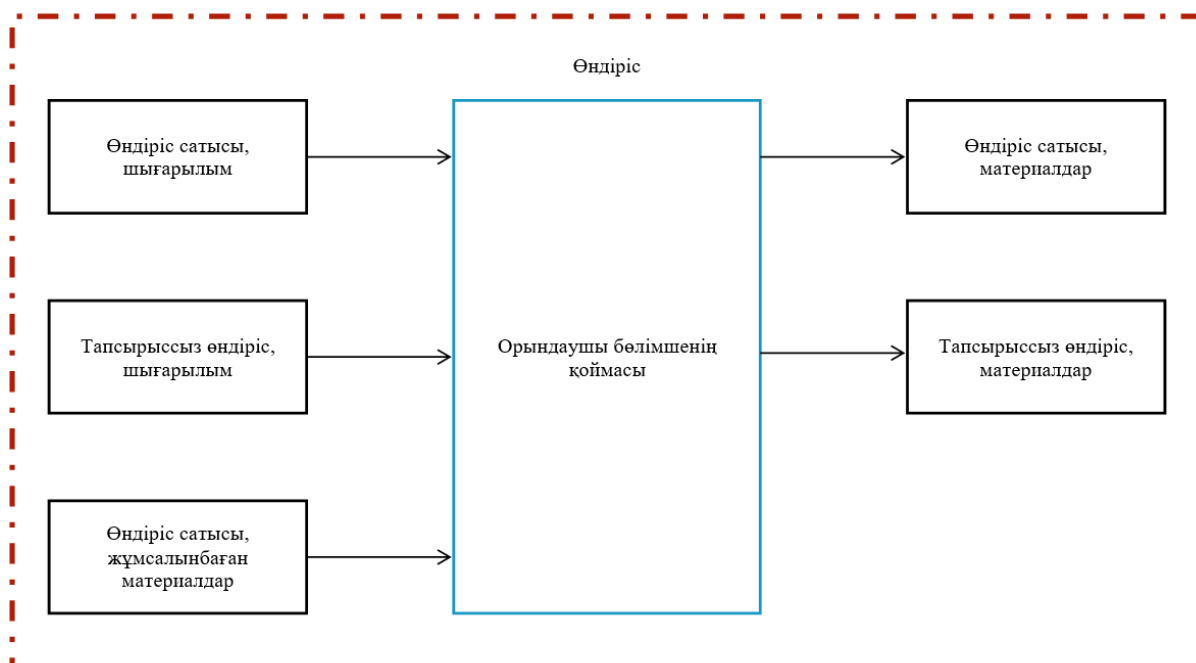 Өндіріс
Өндіріс сатысы,
шығарылым
Өндіріс сатысы,
материалдар
Тапсырыссыз өндіріс,
шығарылым
Орындаушы бөлімшенің
қоймасы
Тапсырыссыз өндіріс,
материалдар
Өндіріс сатысы,
жұмсалынбаған
материалдар